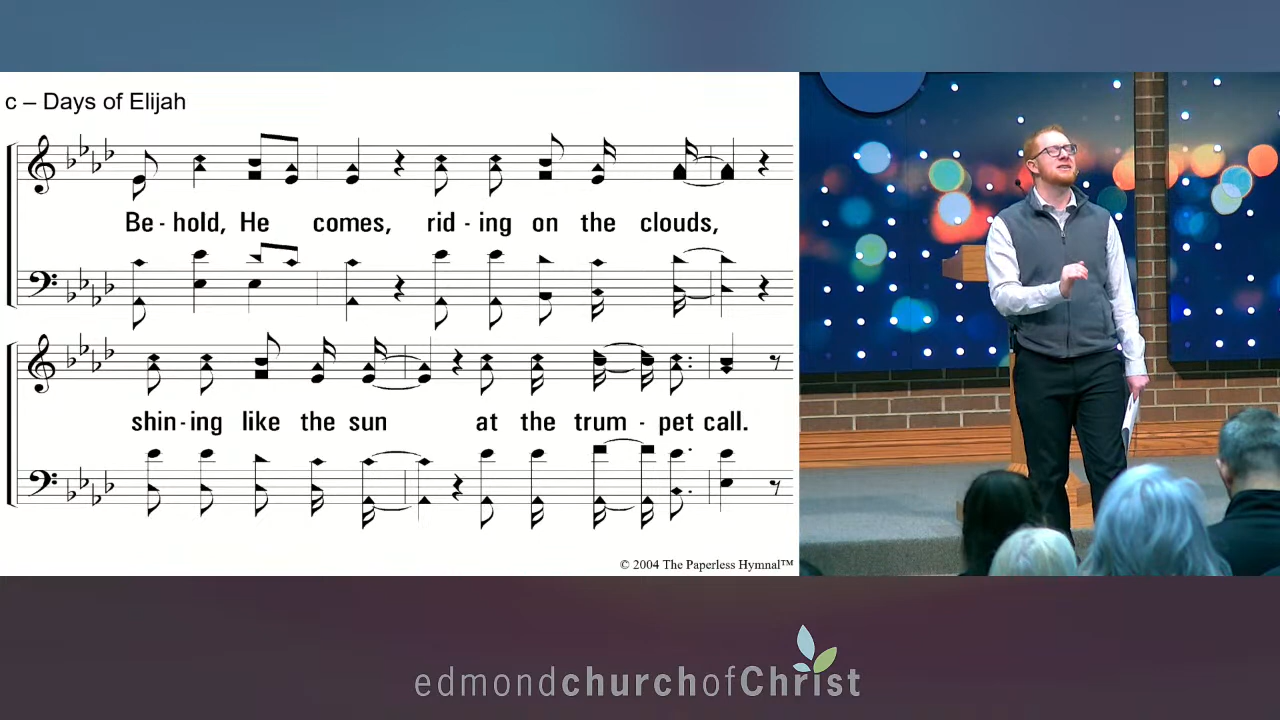 c – Days of Elijah
Be - hold, He comes, rid - ing on the clouds,
shin - ing like the sun at the trum - pet call.
© 2004 The Paperless Hymnal™
edmondchurchofChrist